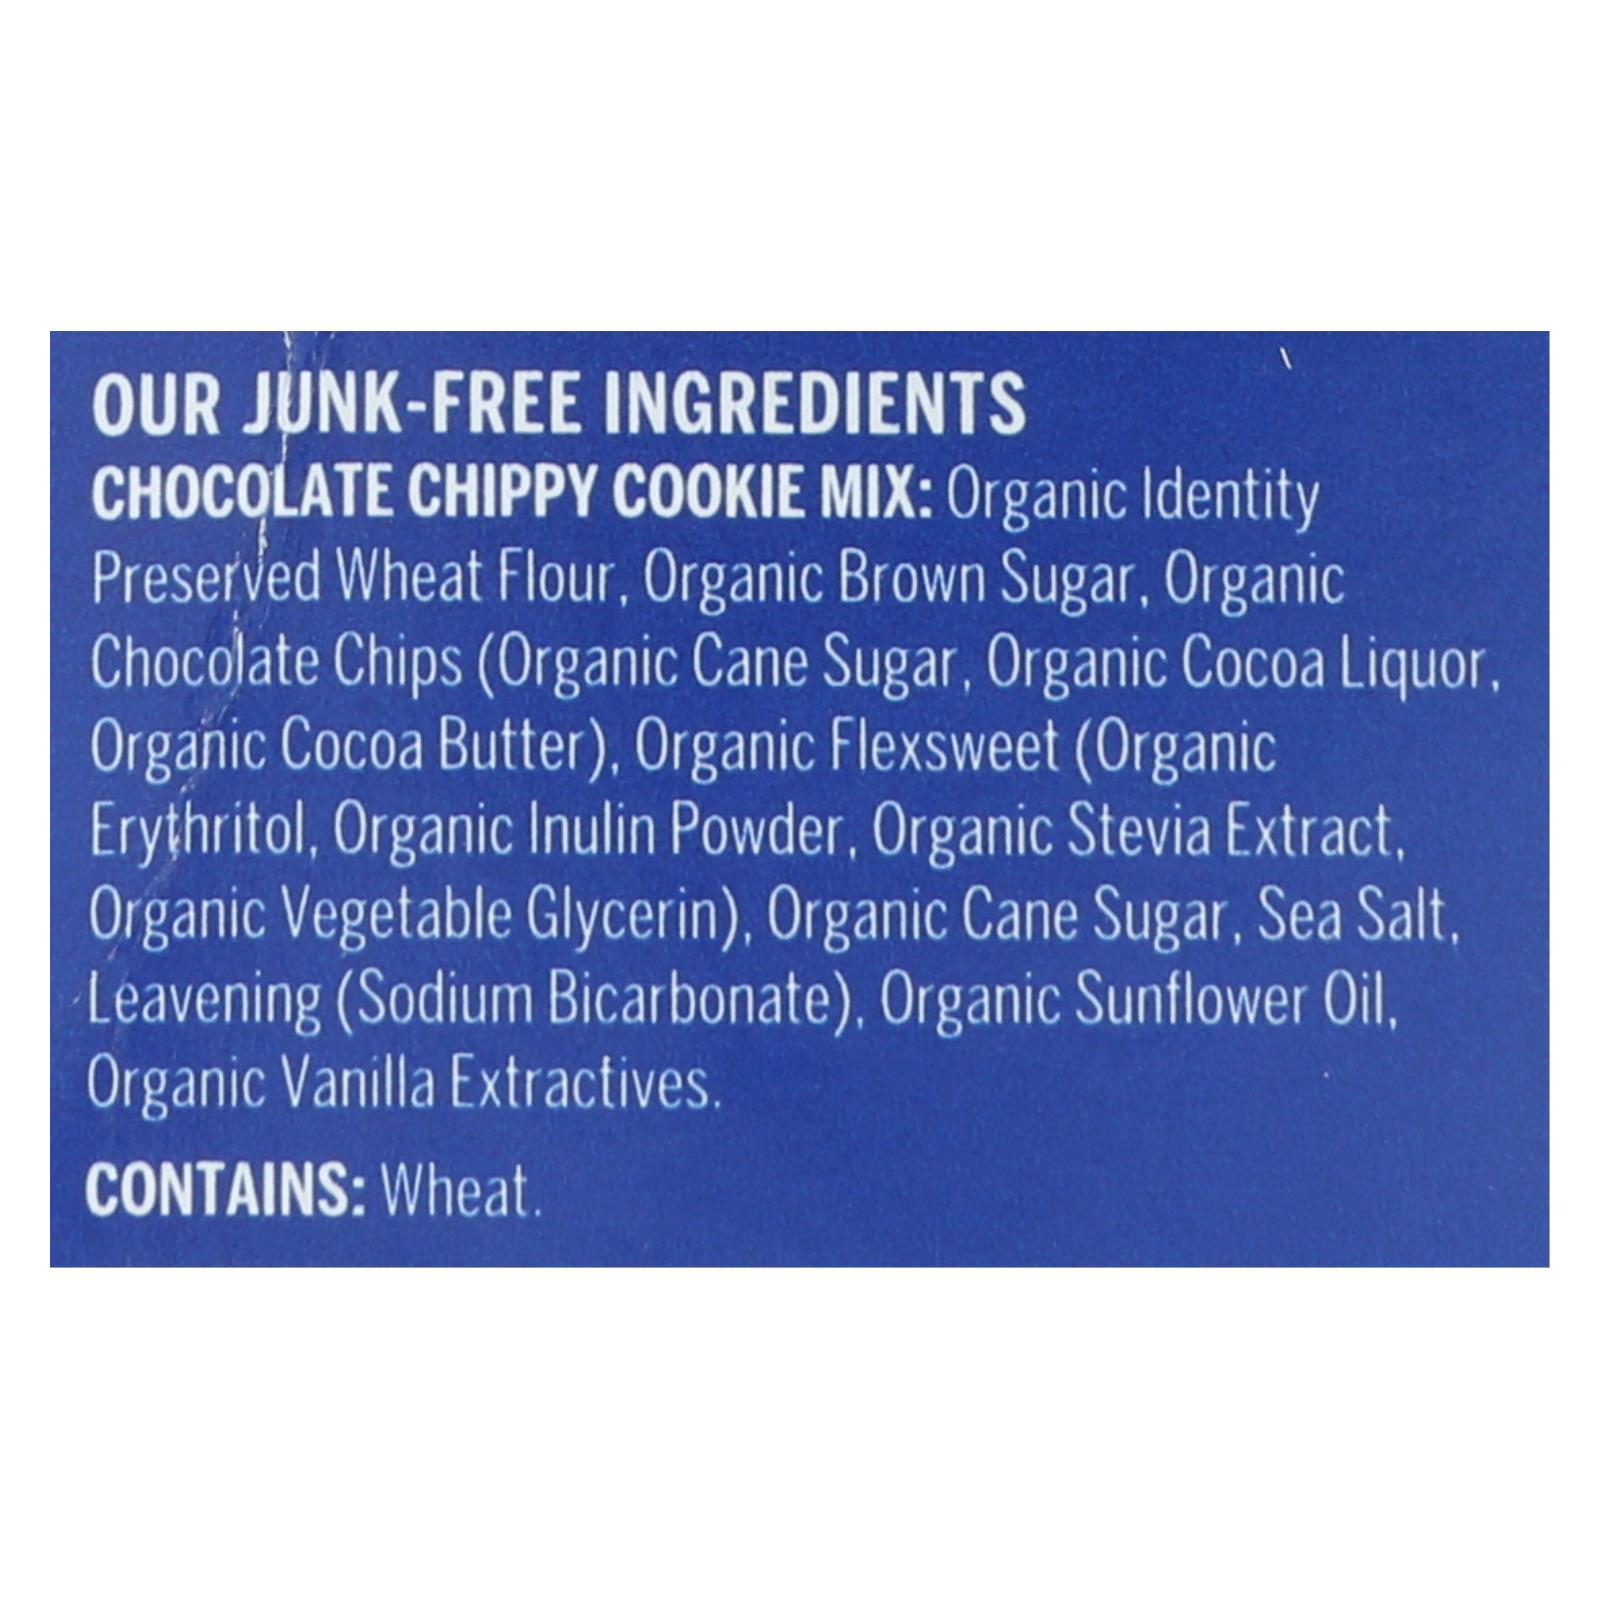 OUR JUNK-FREE INGREDIENTS
CHOCOLATE CHIPPY COOKIE MIX: Organic Identity
Preserved Wheat Flour, Organic Brown Sugar, Organic
Chocolate Chips (Organic Cane Sugar, Organic Cocoa Liquor,
Organic Cocoa Butter), Organic Flexsweet (Organic
Erythritol, Organic Inulin Powder, Organic Stevia Extract,
Organic Vegetable Glycerin), Organic Cane Sugar, Sea Salt,
Leavening (Sodium Bicarbonate), Organic Sunflower Oil,
Organic Vanilla Extractives.
CONTAINS: Wheat.